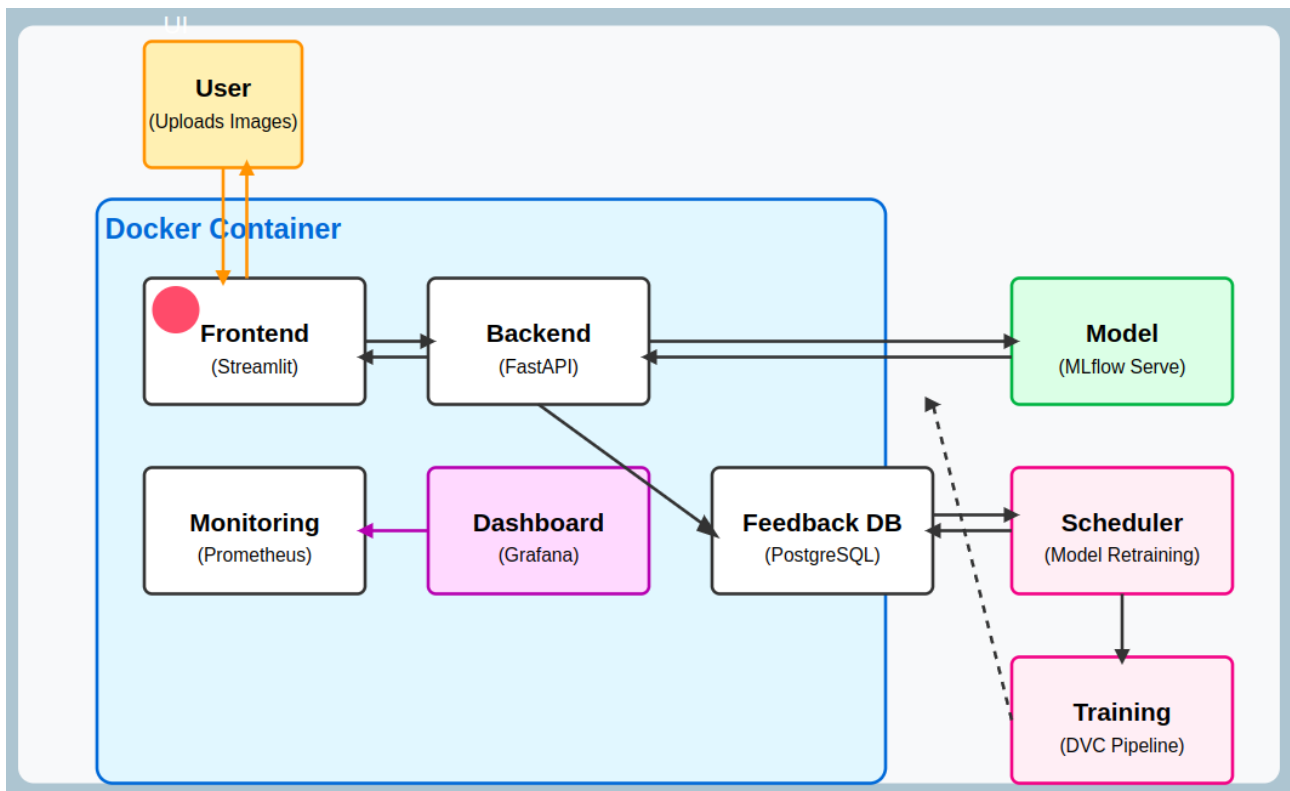 UI
User
(Uploads Images)
Docker Container
Frontend
(Streamlit)
Backend
(FastAPI)
Model
(MLflow Serve)
Monitoring
(Prometheus)
Dashboard
(Grafana)
Feedback DB
(PostgreSQL)
Scheduler
(Model Retraining)
Training
(DVC Pipeline)